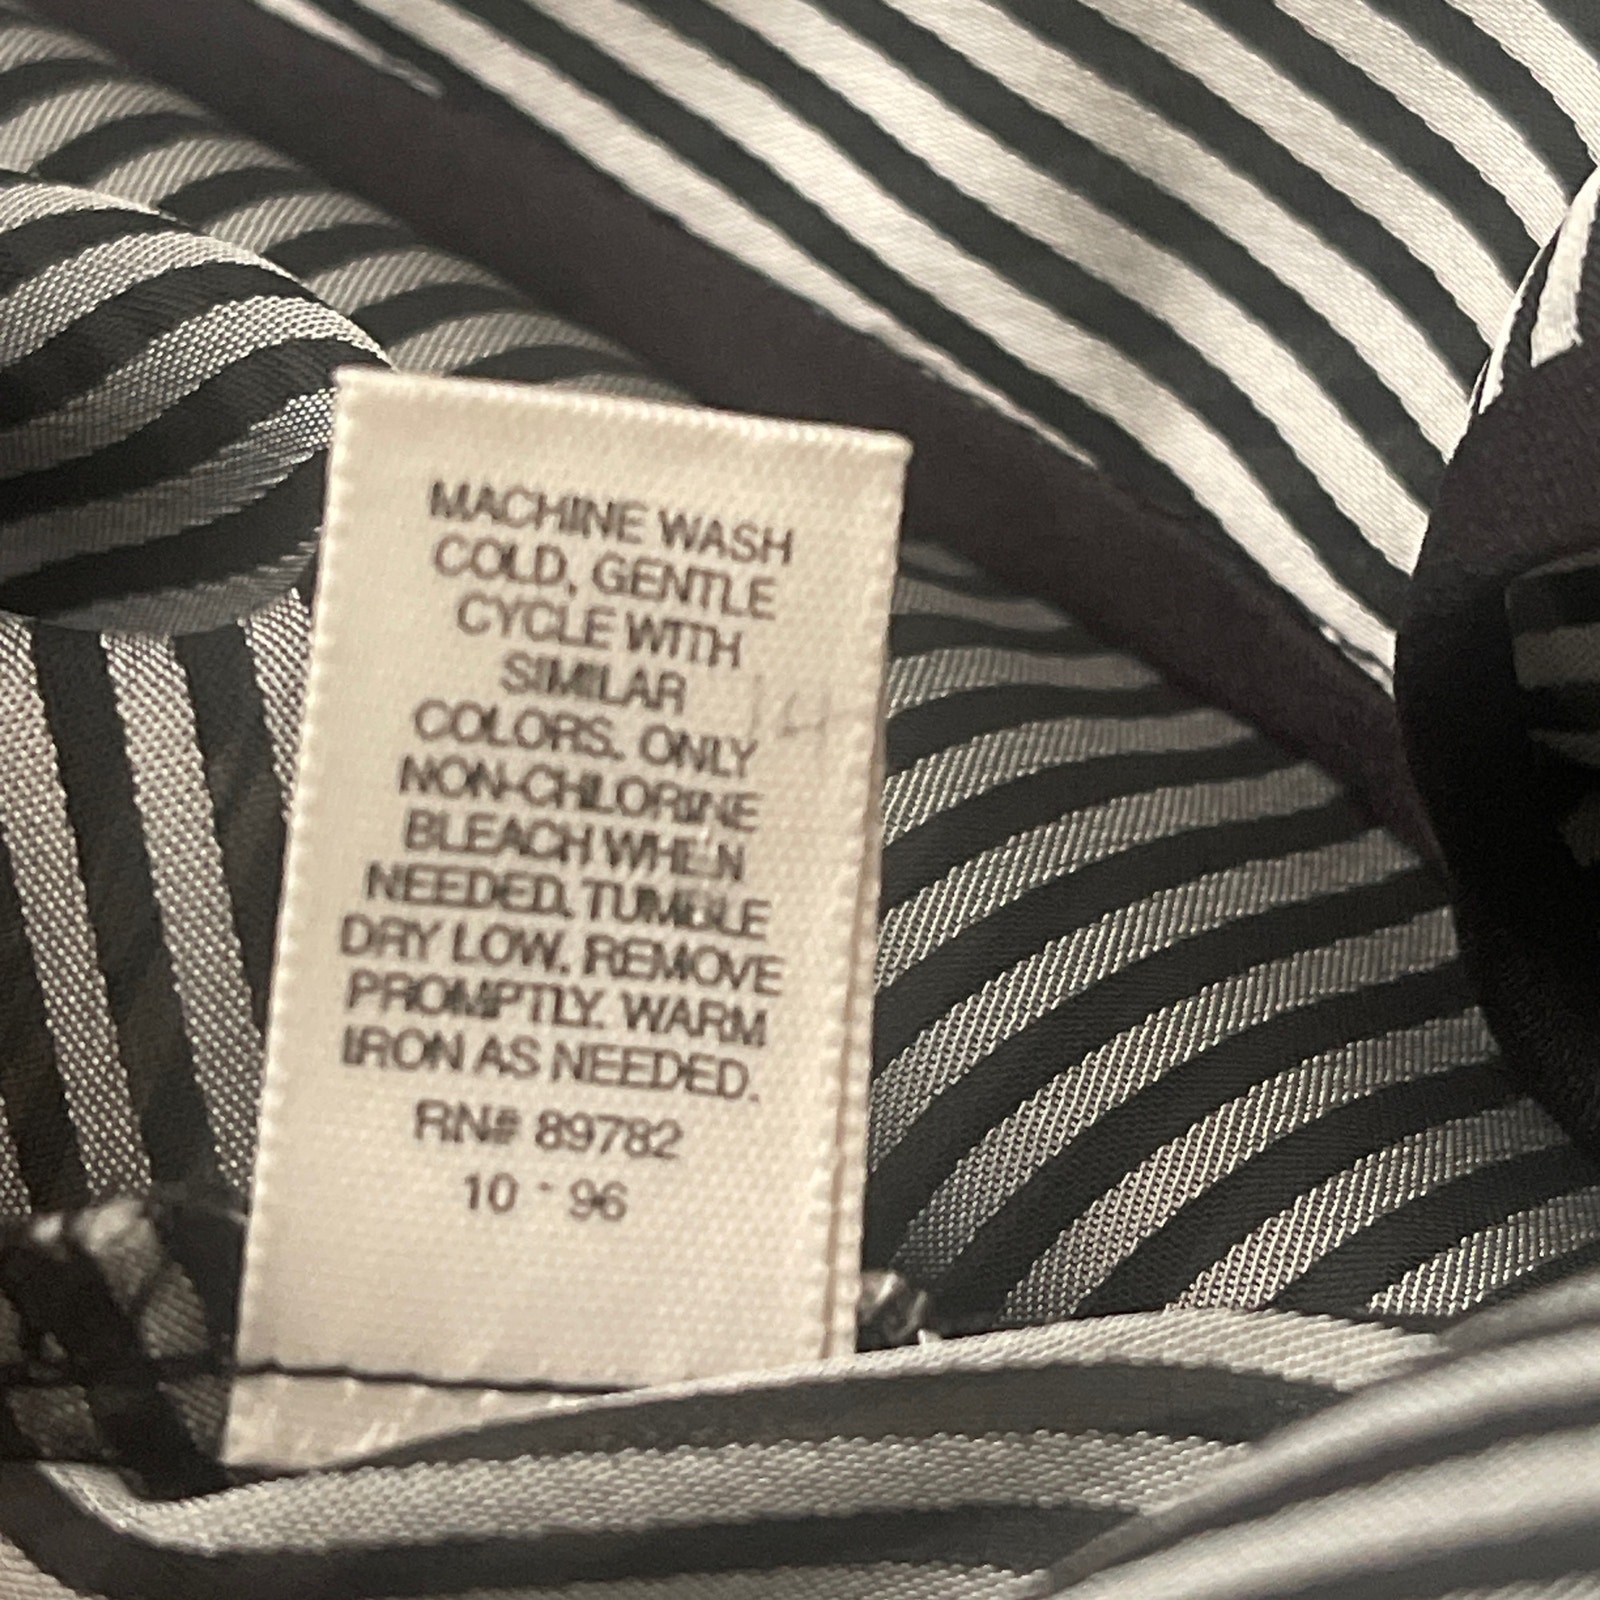 MACHINE WASH
COLD, GENTLE
CYCLE WITH
SIMILAR
COLORS. ONLY
NON-CHLORINE
BLEACH WHEN
NEEDED. TUMBLE
DRY LOW. REMOVE
PROMPTLY. WARM
IRON AS NEEDED.
RN# 89782
10 - 96